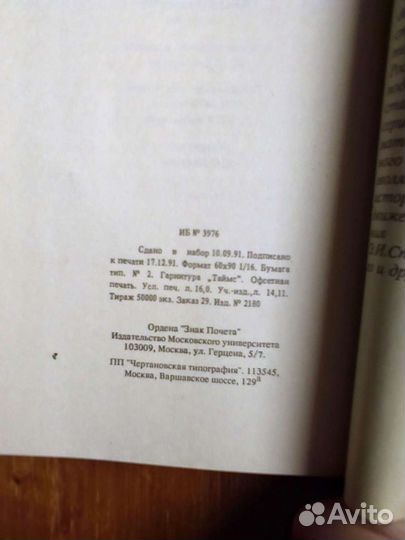 ИБ № 3976
Сдано в набор 10.09.91. Подписано
к печати 17.12.91. Формат 60х90 1/16. Бумага
тип. № 2. Гарнитура „Таймс". Офсетная
печать. Усл. печ. л. 16,0. Уч.-изд.,л. 14,11.
Тираж 50000 экз. Заказ 29. Изд. № 2180
Ордена "Знак Почета"
Издательство Московского университета
103009, Москва, ул. Герцена, 5/7.
ПП "Чертановская типография". 113545,
Москва, Варшавское шоссе, 129д
Avito